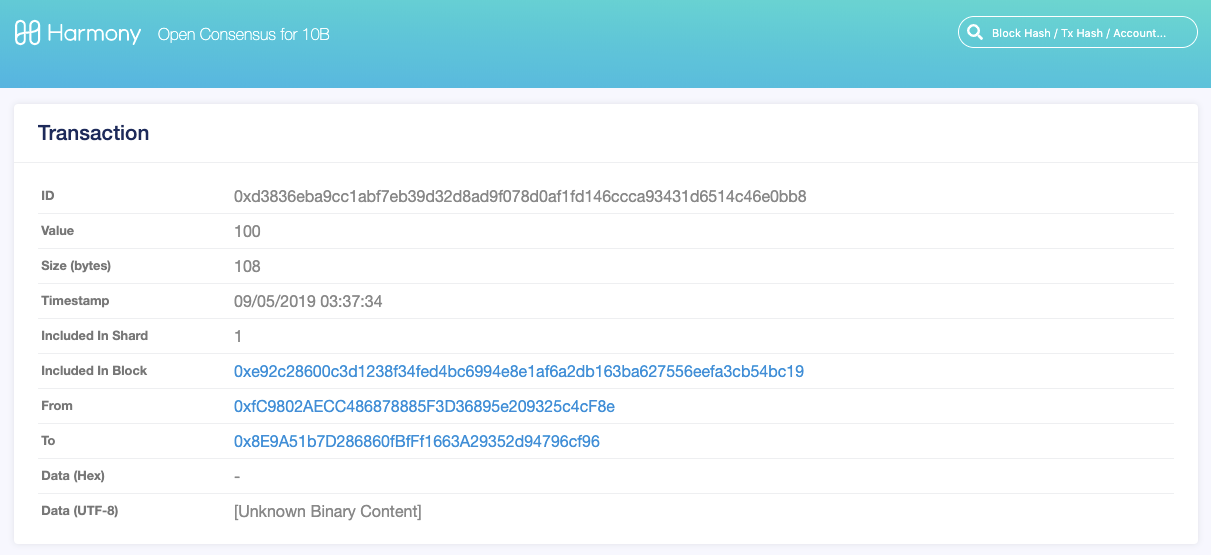 Harmony Open Consensus for 10B
Block Hash / Tx Hash / Account...
Transaction
ID 0xd3836eba9cc1abf7eb39d32d8ad9f078d0af1fd146ccca93431d6514c46e0bb8
Value 100
Size (bytes) 108
Timestamp 09/05/2019 03:37:34
Included In Shard 1
Included In Block 0xe92c28600c3d1238f34fed4bc6994e8e1af6a2db163ba627556eefa3cb54bc19
From 0xfC9802AECC486878885F3D36895e209325c4cF8e
To 0x8E9A51b7D286860fBfFf1663A29352d94796cf96
Data (Hex) -
Data (UTF-8) [Unknown Binary Content]